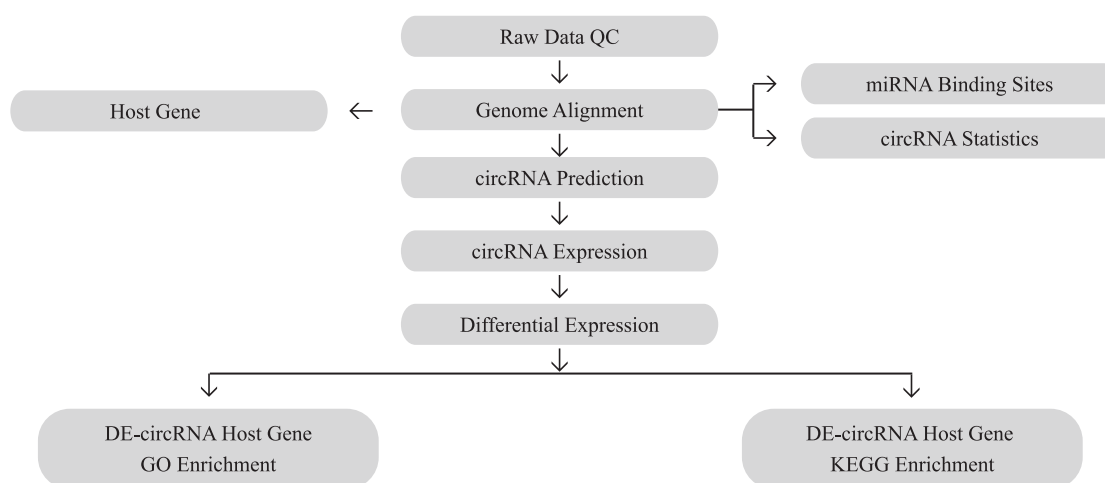 Raw Data QC
miRNA Binding Sites
Host Gene
Genome Alignment
circRNA Statistics
circRNA Prediction
circRNA Expression
Differential Expression
DE-circRNA Host Gene
GO Enrichment
DE-circRNA Host Gene
KEGG Enrichment